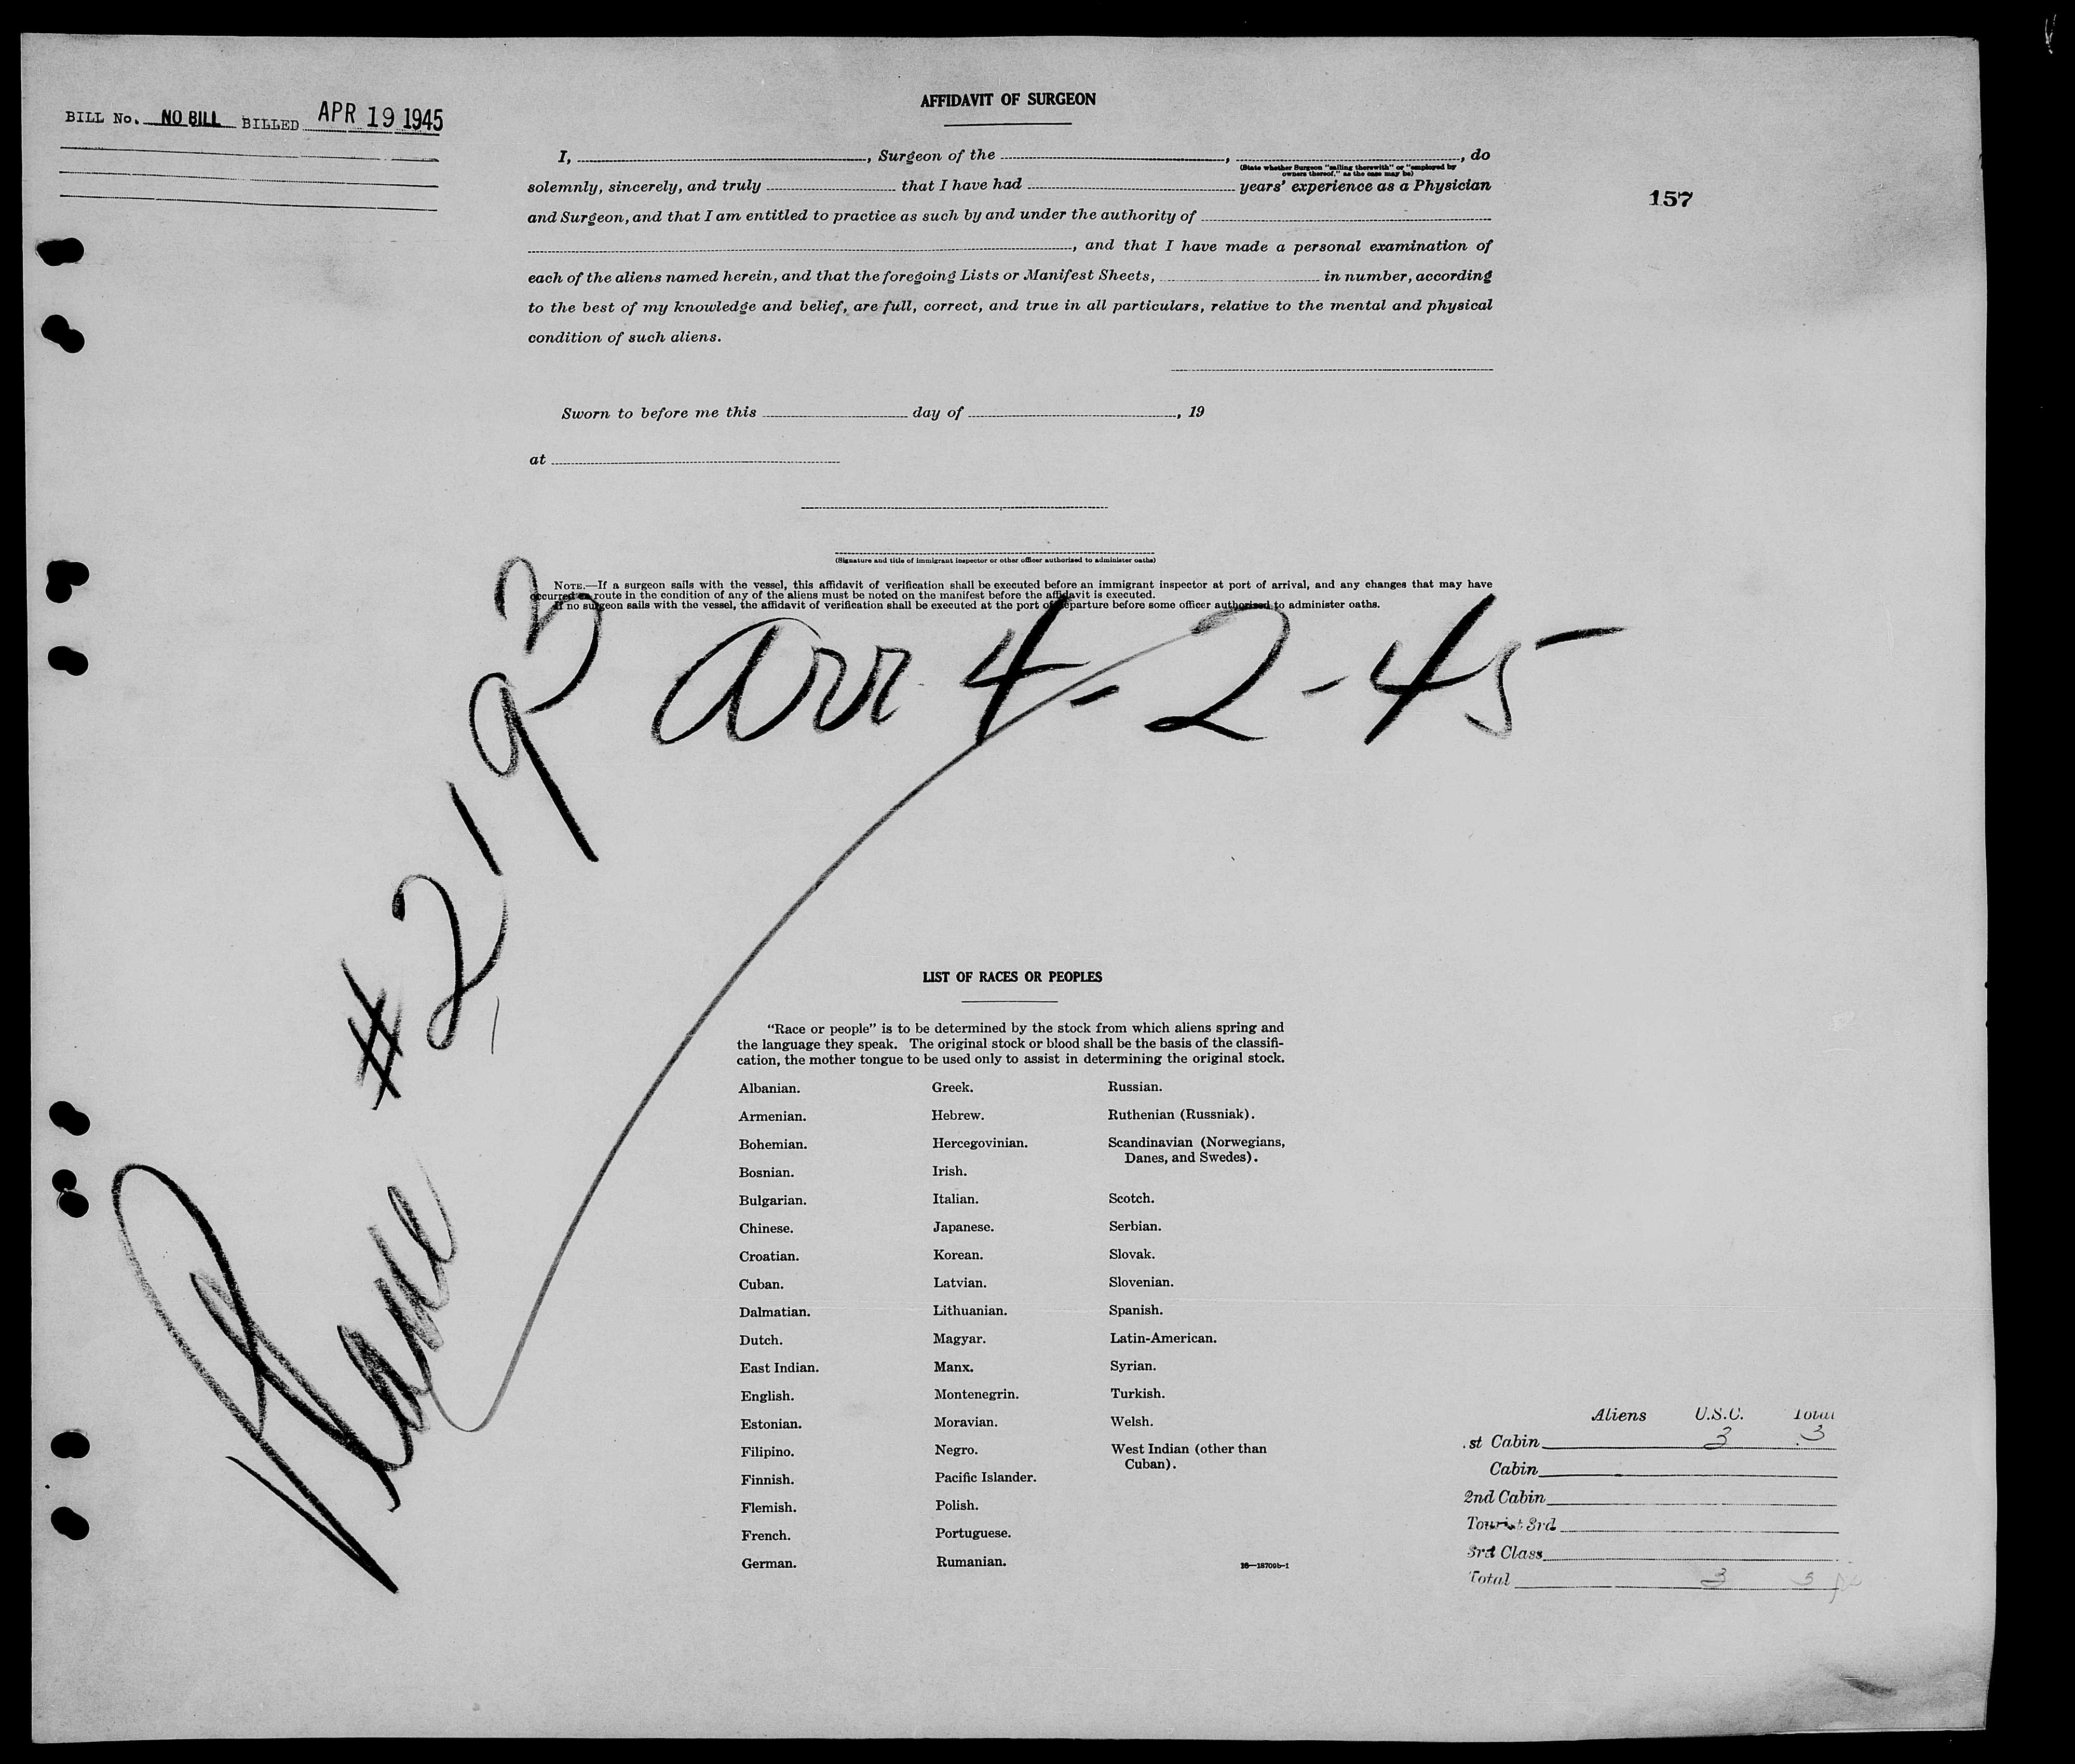 BILL No. NO BILL BILLED APR 19 1945
AFFIDAVIT OF SURGEON
I, , Surgeon of the , , do
(State whether Surgeon "sailing therewith" or "employed by
owners thereof," as the case may be)
solemnly, sincerely, and truly that I have had years' experience as a Physician
157
and Surgeon, and that I am entitled to practice as such by and under the authority of
, and that I have made a personal examination of
each of the aliens named herein, and that the foregoing Lists or Manifest Sheets, in number, according
to the best of my knowledge and belief, are full, correct, and true in all particulars, relative to the mental and physical
condition of such aliens.
Sworn to before me this day of , 19
at
(Signature and title of immigrant inspector or other officer authorized to administer oaths)
NOTE.—If a surgeon sails with the vessel, this affidavit of verification shall be executed before an immigrant inspector at port of arrival, and any changes that may have
occurred en route in the condition of any of the aliens must be noted on the manifest before the affidavit is executed.
If no surgeon sails with the vessel, the affidavit of verification shall be executed at the port of departure before some officer authorized to administer oaths.
arr 4-2-45
Plane #2193
LIST OF RACES OR PEOPLES
"Race or people" is to be determined by the stock from which aliens spring and
the language they speak. The original stock or blood shall be the basis of the classifi-
cation, the mother tongue to be used only to assist in determining the original stock.
Albanian. Greek. Russian.
Armenian. Hebrew. Ruthenian (Russniak).
Bohemian. Hercegovinian. Scandinavian (Norwegians,
Danes, and Swedes).
Bosnian. Irish.
Bulgarian. Italian. Scotch.
Chinese. Japanese. Serbian.
Croatian. Korean. Slovak.
Cuban. Latvian. Slovenian.
Dalmatian. Lithuanian. Spanish.
Dutch. Magyar. Latin-American.
East Indian. Manx. Syrian.
English. Montenegrin. Turkish.
Estonian. Moravian. Welsh.
Filipino. Negro. West Indian (other than
Cuban).
Finnish. Pacific Islander.
Flemish. Polish.
French. Portuguese.
German. Rumanian.
16—18709b-1
Aliens U.S.C. Total
st Cabin 3 3
Cabin
2nd Cabin
Tourist 3rd
3rd Class
Total 3 3